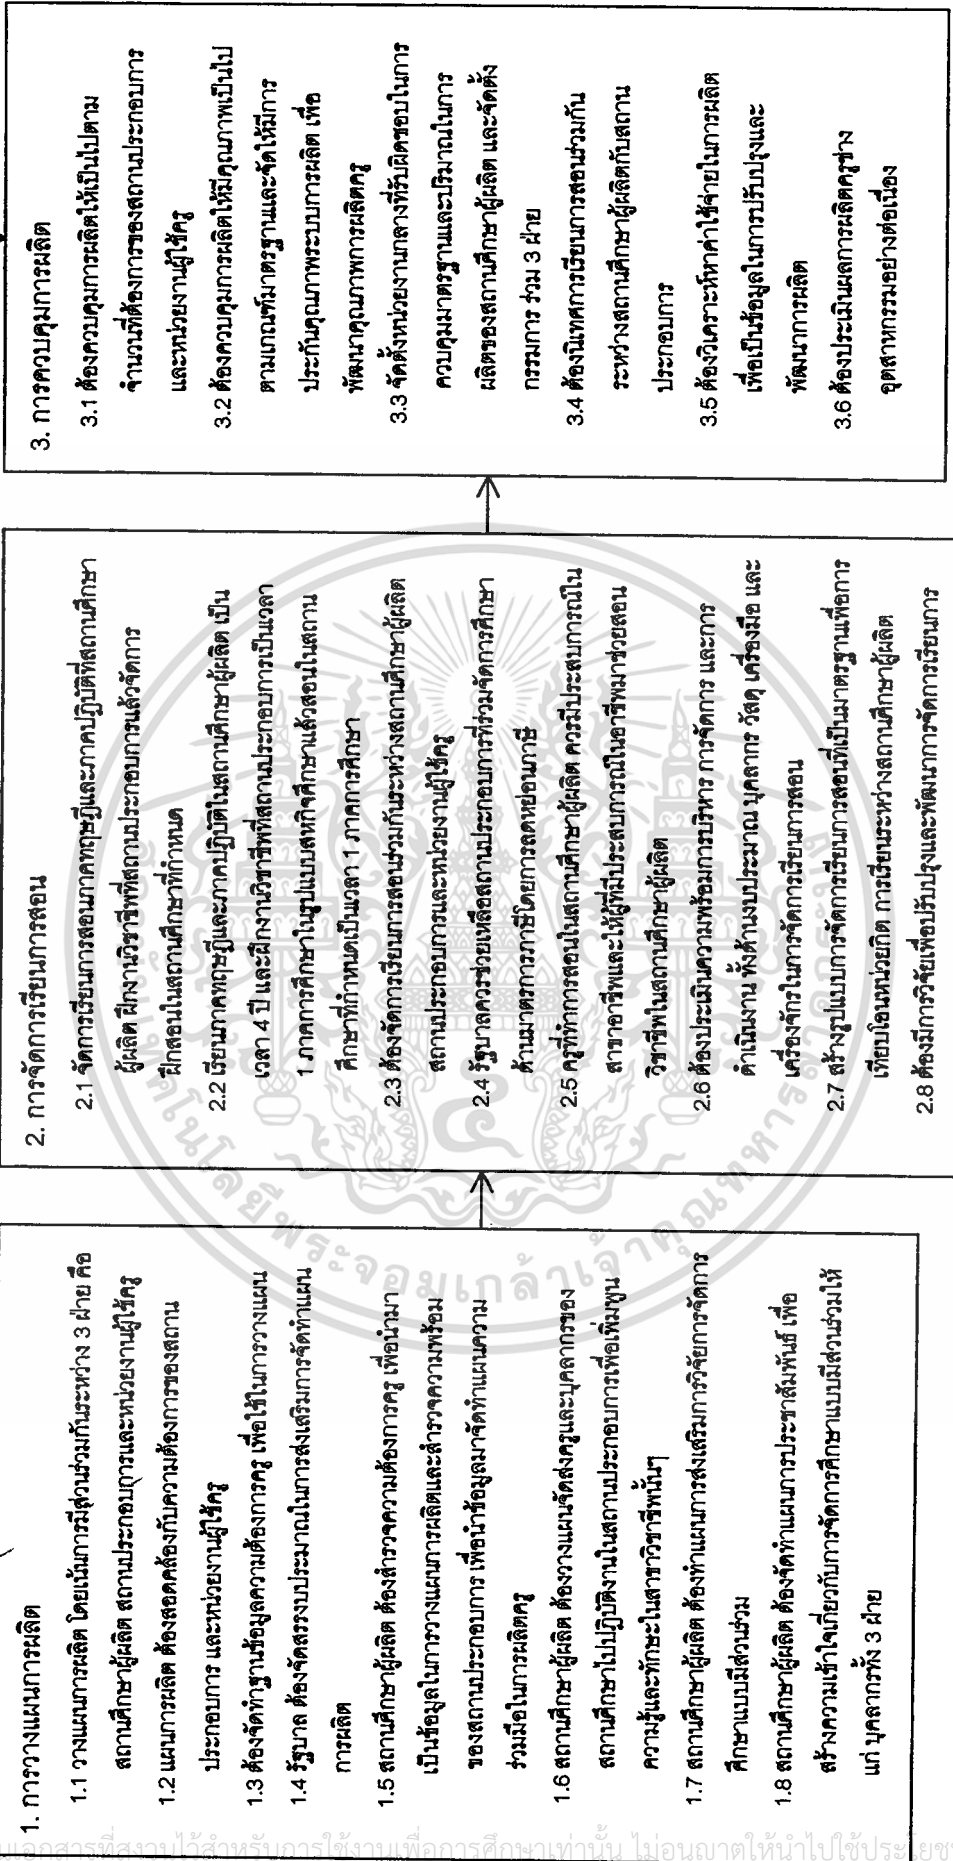 1. การวางแผนการผลิต
1.1 วางแผนการผลิต โดยเน้นการมีส่วนร่วมกันระหว่าง 3 ฝ่าย คือ
สถานศึกษาผู้ผลิต สถานประกอบการและหน่วยงานผู้ใช้ครู
1.2 แผนการผลิต ต้องสอดคล้องกับความต้องการของสถาน
ประกอบการ และหน่วยงานผู้ใช้ครู
1.3 ต้องจัดทำฐานข้อมูลความต้องการครู เพื่อใช้ในการวางแผน
1.4 รัฐบาล ต้องจัดสรรงบประมาณในการส่งเสริมการจัดทำแผน
การผลิต
1.5 สถานศึกษาผู้ผลิต ต้องสำรวจความต้องการครู เพื่อนำมา
เป็นข้อมูลในการวางแผนการผลิตและสำรวจความพร้อม
ของสถานประกอบการ เพื่อนำข้อมูลมาจัดทำแผนความ
ร่วมมือในการผลิตครู
1.6 สถานศึกษาผู้ผลิต ต้องวางแผนจัดส่งครูและบุคลากรของ
สถานศึกษาไปปฏิบัติงานในสถานประกอบการเพื่อเพิ่มพูน
ความรู้และทักษะในสาขาวิชาชีพนั้นๆ
1.7 สถานศึกษาผู้ผลิต ต้องทำแผนการส่งเสริมการวิจัยการจัดการ
ศึกษาแบบมีส่วนร่วม
1.8 สถานศึกษาผู้ผลิต ต้องจัดทำแผนการประชาสัมพันธ์ เพื่อ
สร้างความเข้าใจเกี่ยวกับการจัดการศึกษาแบบมีส่วนร่วมให้
แก่ บุคลากรทั้ง 3 ฝ่าย
2. การจัดการเรียนการสอน
2.1 จัดการเรียนการสอนภาคทฤษฎีและภาคปฏิบัติที่สถานศึกษา
ผู้ผลิต ฝึกงานวิชาชีพที่สถานประกอบการแล้วจัดการ
ฝึกสอนในสถานศึกษาที่กำหนด
2.2 เรียนภาคทฤษฎีและภาคปฏิบัติในสถานศึกษาผู้ผลิต เป็น
เวลา 4 ปี และฝึกงานวิชาชีพที่สถานประกอบการเป็นเวลา
1 ภาคการศึกษาในรูปแบบสหกิจศึกษาแล้วสอนในสถาน
ศึกษาที่กำหนดเป็นเวลา 1 ภาคการศึกษา
2.3 ต้องจัดการเรียนการสอนร่วมกันระหว่างสถานศึกษาผู้ผลิต
สถานประกอบการและหน่วยงานผู้ใช้ครู
2.4 รัฐบาลควรช่วยเหลือสถานประกอบการที่ร่วมจัดการศึกษา
ด้านมาตรการภาษีโดยการลดหย่อนภาษี
2.5 ครูที่ทำการสอนในสถานศึกษาผู้ผลิต ควรมีประสบการณ์ใน
สาขาอาชีพและให้ผู้ที่มีประสบการณ์ในอาชีพมาช่วยสอน
วิชาชีพในสถานศึกษาผู้ผลิต
2.6 ต้องประเมินความพร้อมการบริหาร การจัดการ และการ
ดำเนินงาน ทั้งด้านงบประมาณ บุคลากร วัสดุ เครื่องมือ และ
เครื่องจักรในการจัดการเรียนการสอน
2.7 สร้างรูปแบบการจัดการเรียนการสอนที่เป็นมาตรฐานเพื่อการ
เทียบโอนหน่วยกิต การเรียนระหว่างสถานศึกษาผู้ผลิต
2.8 ต้องมีการวิจัยเพื่อปรับปรุงและพัฒนาการจัดการเรียนการ
3. การควบคุมการผลิต
3.1 ต้องควบคุมการผลิตให้เป็นไปตาม
จำนวนที่ต้องการของสถานประกอบการ
และหน่วยงานผู้ใช้ครู
3.2 ต้องควบคุมการผลิตให้มีคุณภาพเป็นไป
ตามเกณฑ์มาตรฐานและจัดให้มีการ
ประกันคุณภาพระบบการผลิต เพื่อ
พัฒนาคุณภาพการผลิตครู
3.3 จัดตั้งหน่วยงานกลางที่รับผิดชอบในการ
ควบคุมมาตรฐานและปริมาณในการ
ผลิตของสถานศึกษาผู้ผลิต และจัดตั้ง
กรรมการ ร่วม 3 ฝ่าย
3.4 ต้องนิเทศการเรียนการสอนร่วมกัน
ระหว่างสถานศึกษาผู้ผลิตกับสถาน
ประกอบการ
3.5 ต้องวิเคราะห์หาค่าใช้จ่ายในการผลิต
เพื่อเป็นข้อมูลในการปรับปรุงและ
พัฒนาการผลิต
3.6 ต้องประเมินผลการผลิตครูช่าง
อุตสาหกรรมอย่างต่อเนื่อง
นเอกสารที่สงวนไว้สำหรับการใช้งานเพื่อการศึกษาเท่านั้น ไม่อนุญาตให้นำไปใช้ประโยช
คโนโลยีพระจอมเกล้าเจ้าคุณทหาร